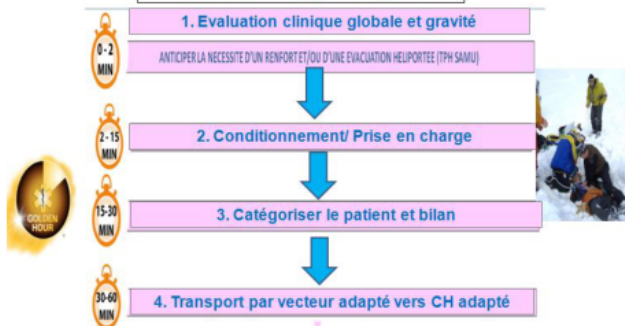 1. Evaluation clinique globale et gravité
0 - 2
MIN
ANTICIPER LA NECESSITE D'UN RENFORT ET/OU D'UNE EVACUATION HELIPORTEE (TPH SAMU)
2 - 15
MIN
2. Conditionnement/ Prise en charge
GOLDEN
HOUR
15-30
MIN
3. Catégoriser le patient et bilan
30-60
MIN
4. Transport par vecteur adapté vers CH adapté